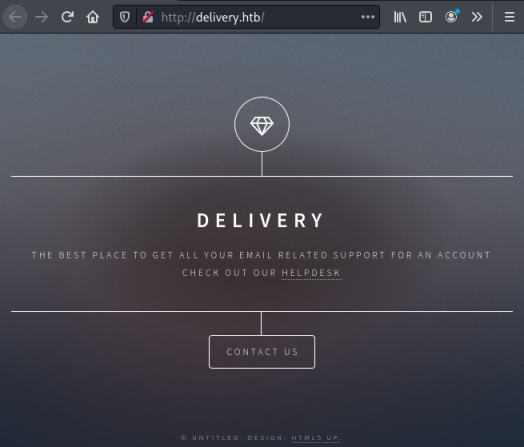 http://delivery.htb/
DELIVERY
THE BEST PLACE TO GET ALL YOUR EMAIL RELATED SUPPORT FOR AN ACCOUNT
CHECK OUT OUR HELPDESK
CONTACT US
© UNTITLED. DESIGN: HTML5 UP.